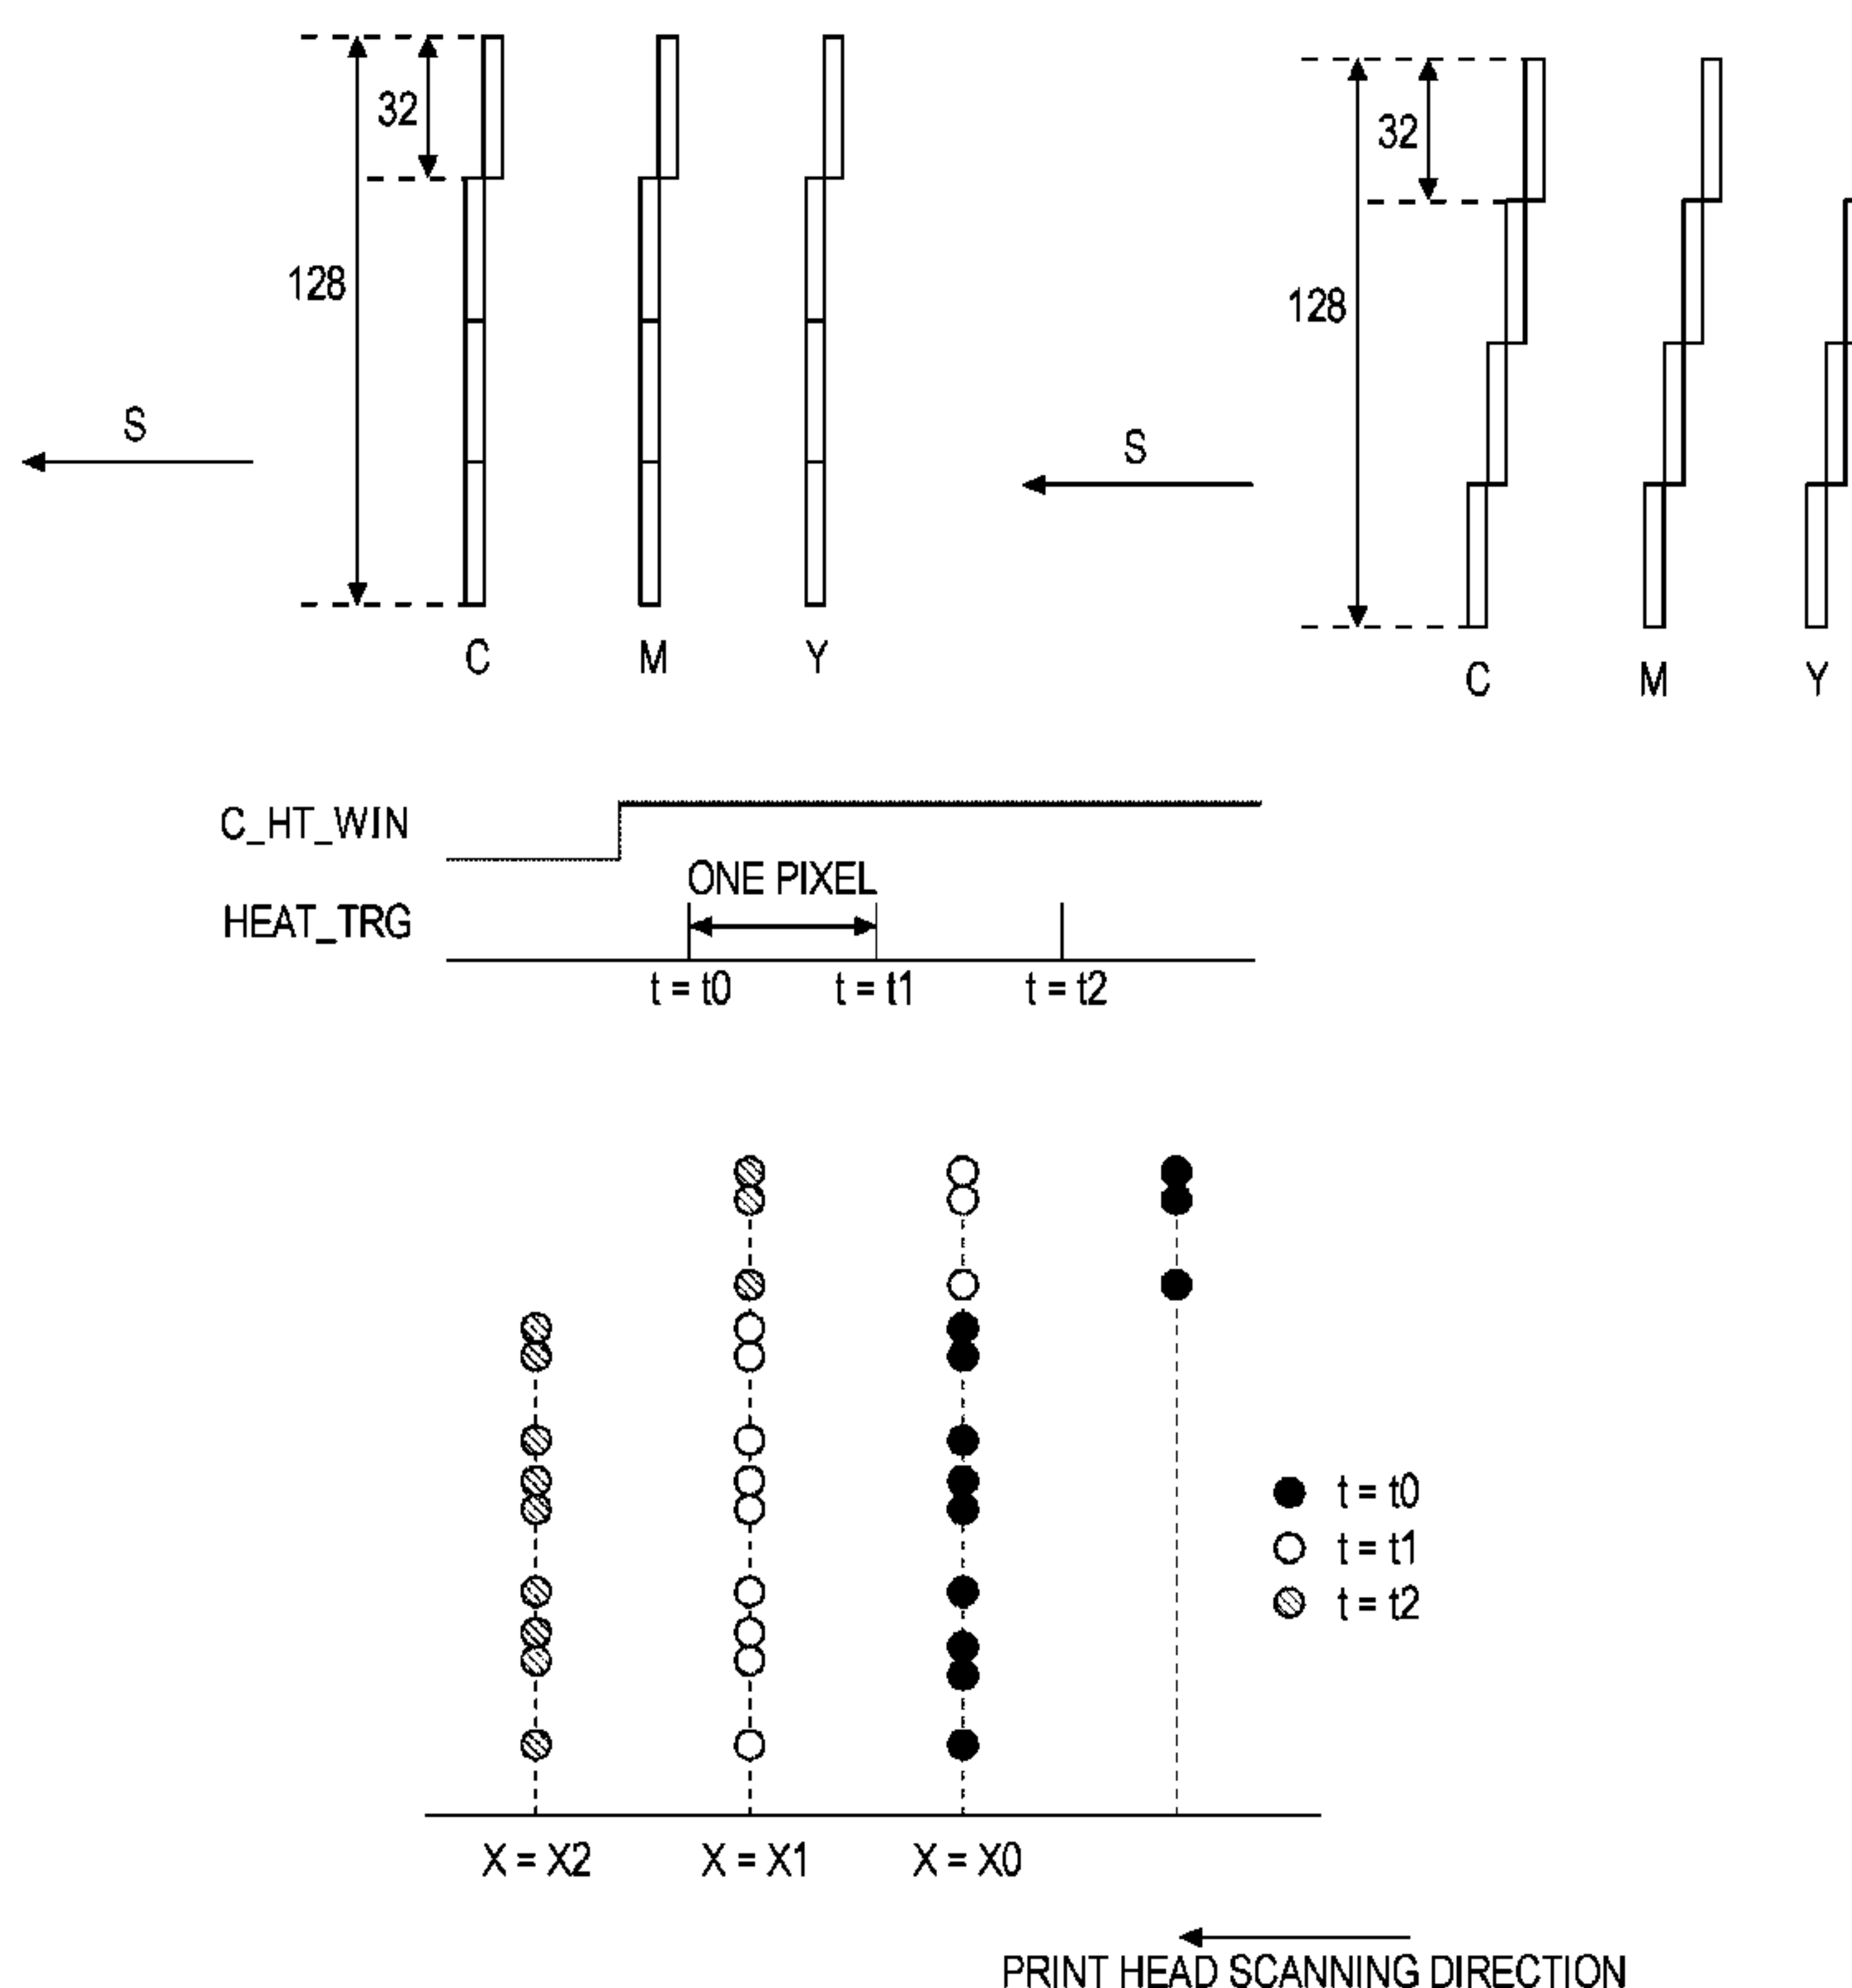 32
128
S
C M Y
32
128
S
C M Y
C_HT_WIN
ONE PIXEL
HEAT_TRG
t = t0 t = t1 t = t2
t = t0
t = t1
t = t2
X = X2 X = X1 X = X0
PRINT HEAD SCANNING DIRECTION